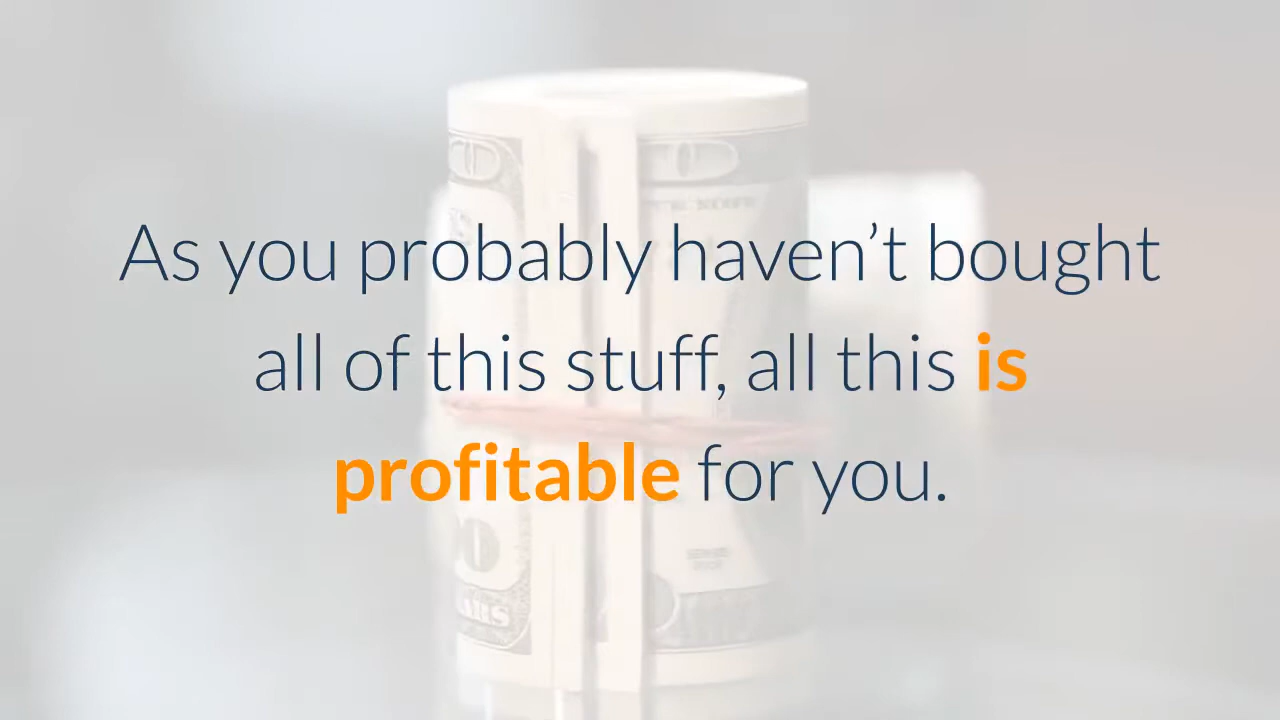 As you probably haven’t bought
all of this stuff, all this is
profitable for you.